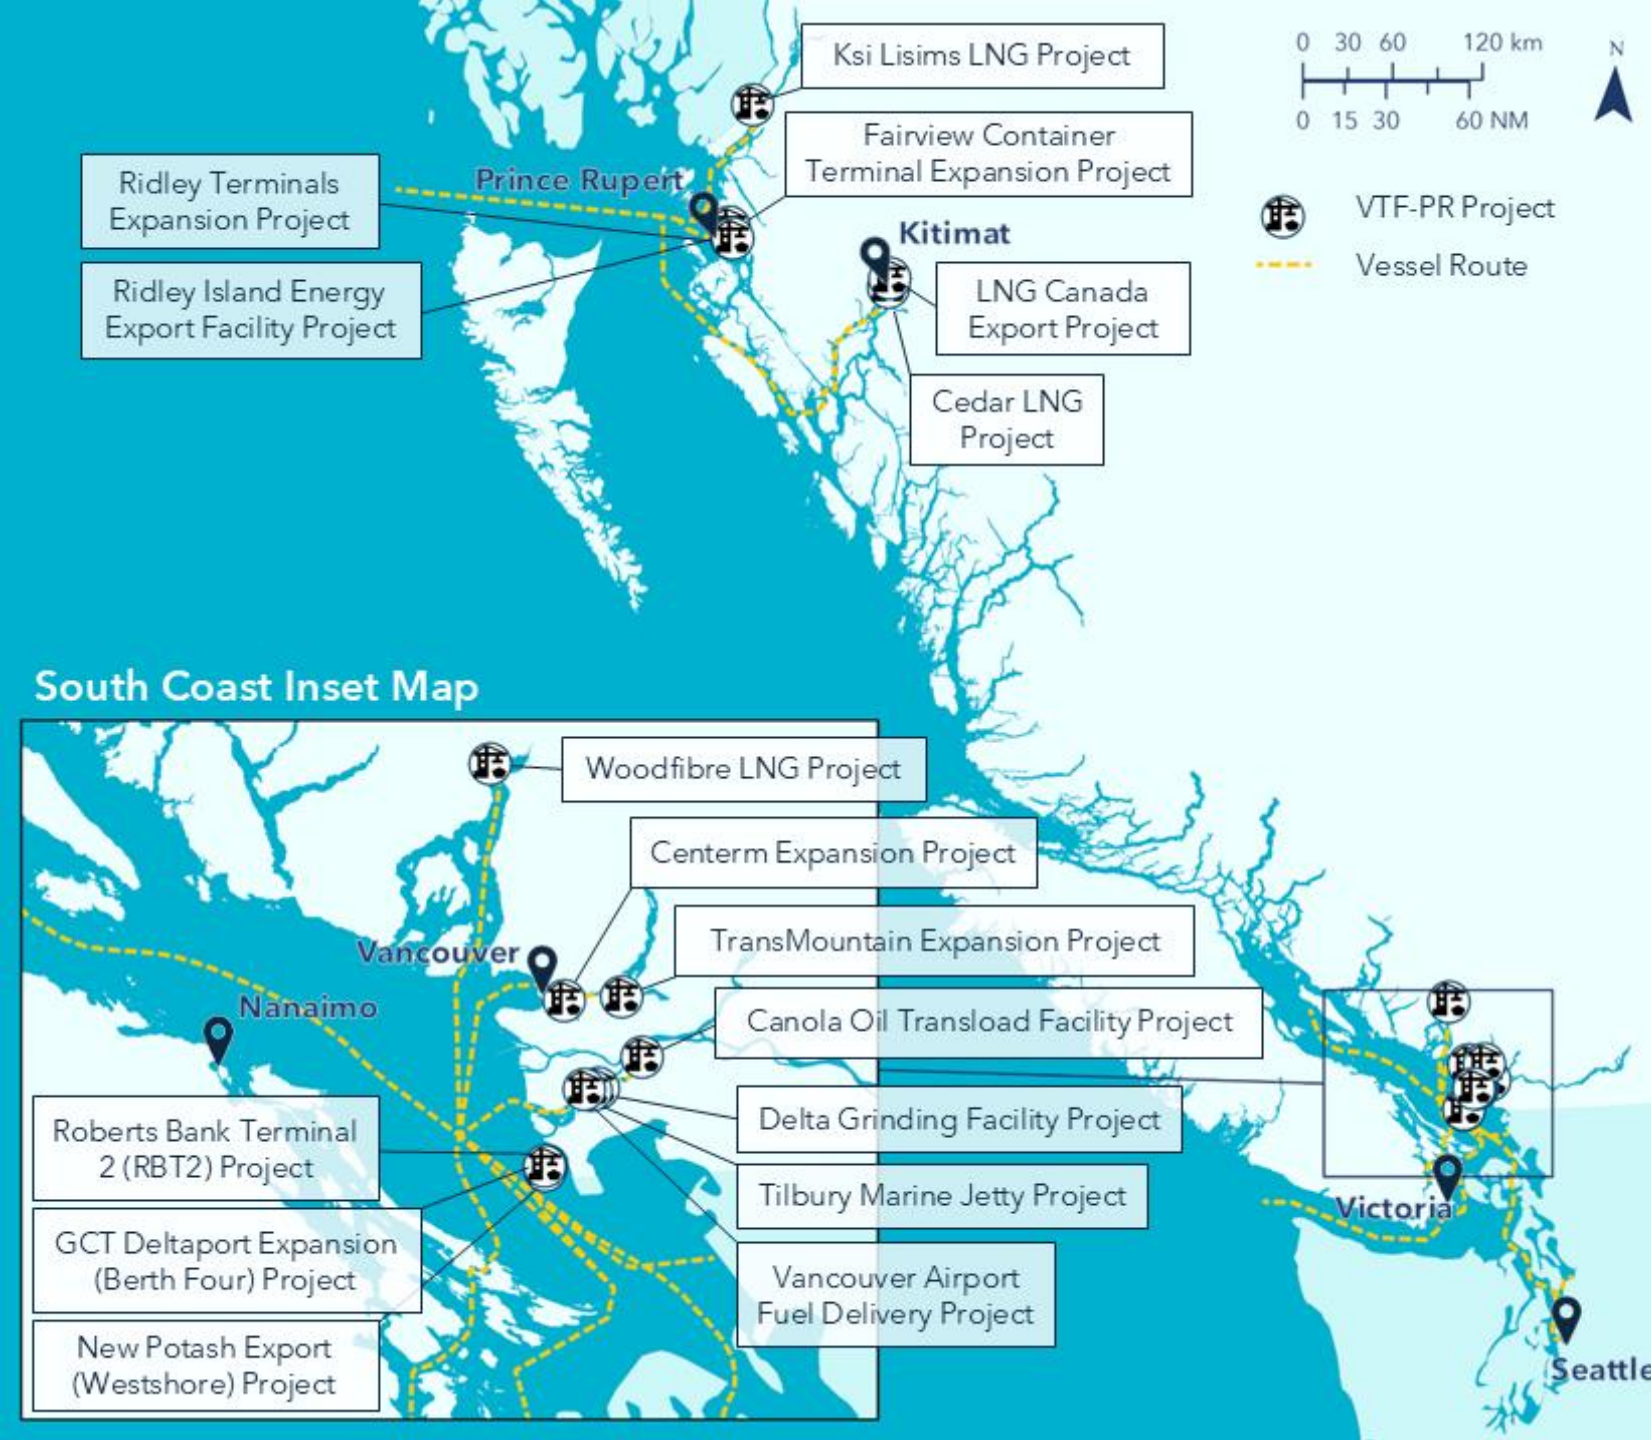 Ksi Lisims LNG Project
0 30 60 120 km
0 15 30 60 NM
N
Fairview Container
Terminal Expansion Project
Ridley Terminals
Expansion Project
Prince Rupert
VTF-PR Project
Vessel Route
Kitimat
Ridley Island Energy
Export Facility Project
LNG Canada
Export Project
Cedar LNG
Project
South Coast Inset Map
Woodfibre LNG Project
Centerm Expansion Project
TransMountain Expansion Project
Vancouver
Nanaimo
Canola Oil Transload Facility Project
Roberts Bank Terminal
2 (RBT2) Project
Delta Grinding Facility Project
Tilbury Marine Jetty Project
GCT Deltaport Expansion
(Berth Four) Project
Vancouver Airport
Fuel Delivery Project
New Potash Export
(Westshore) Project
Victoria
Seattle